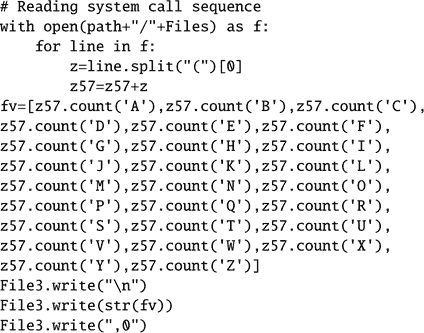 # Reading system call sequence
with open(path+"/"+Files) as f:
    for line in f:
        z=line.split("(")[0]
        z57=z57+z
fv=[z57.count('A'),z57.count('B'),z57.count('C'),
z57.count('D'),z57.count('E'),z57.count('F'),
z57.count('G'),z57.count('H'),z57.count('I'),
z57.count('J'),z57.count('K'),z57.count('L'),
z57.count('M'),z57.count('N'),z57.count('O'),
z57.count('P'),z57.count('Q'),z57.count('R'),
z57.count('S'),z57.count('T'),z57.count('U'),
z57.count('V'),z57.count('W'),z57.count('X'),
z57.count('Y'),z57.count('Z')]
File3.write("\n")
File3.write(str(fv))
File3.write(",0")